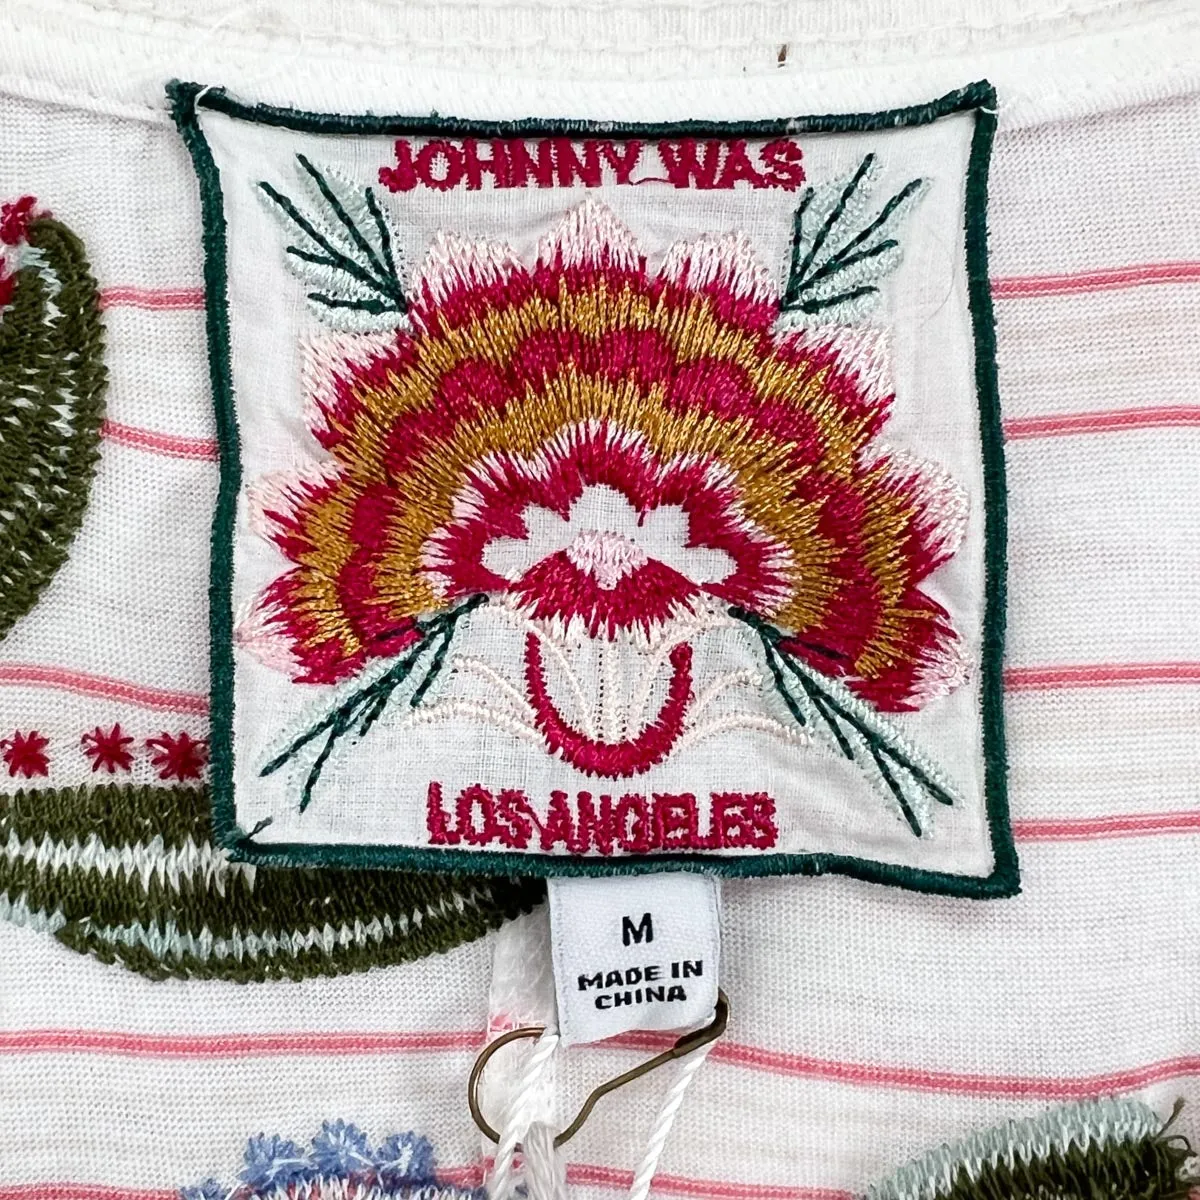 JOHNNY WAS
LOS ANGELES
M
MADE IN
CHINA